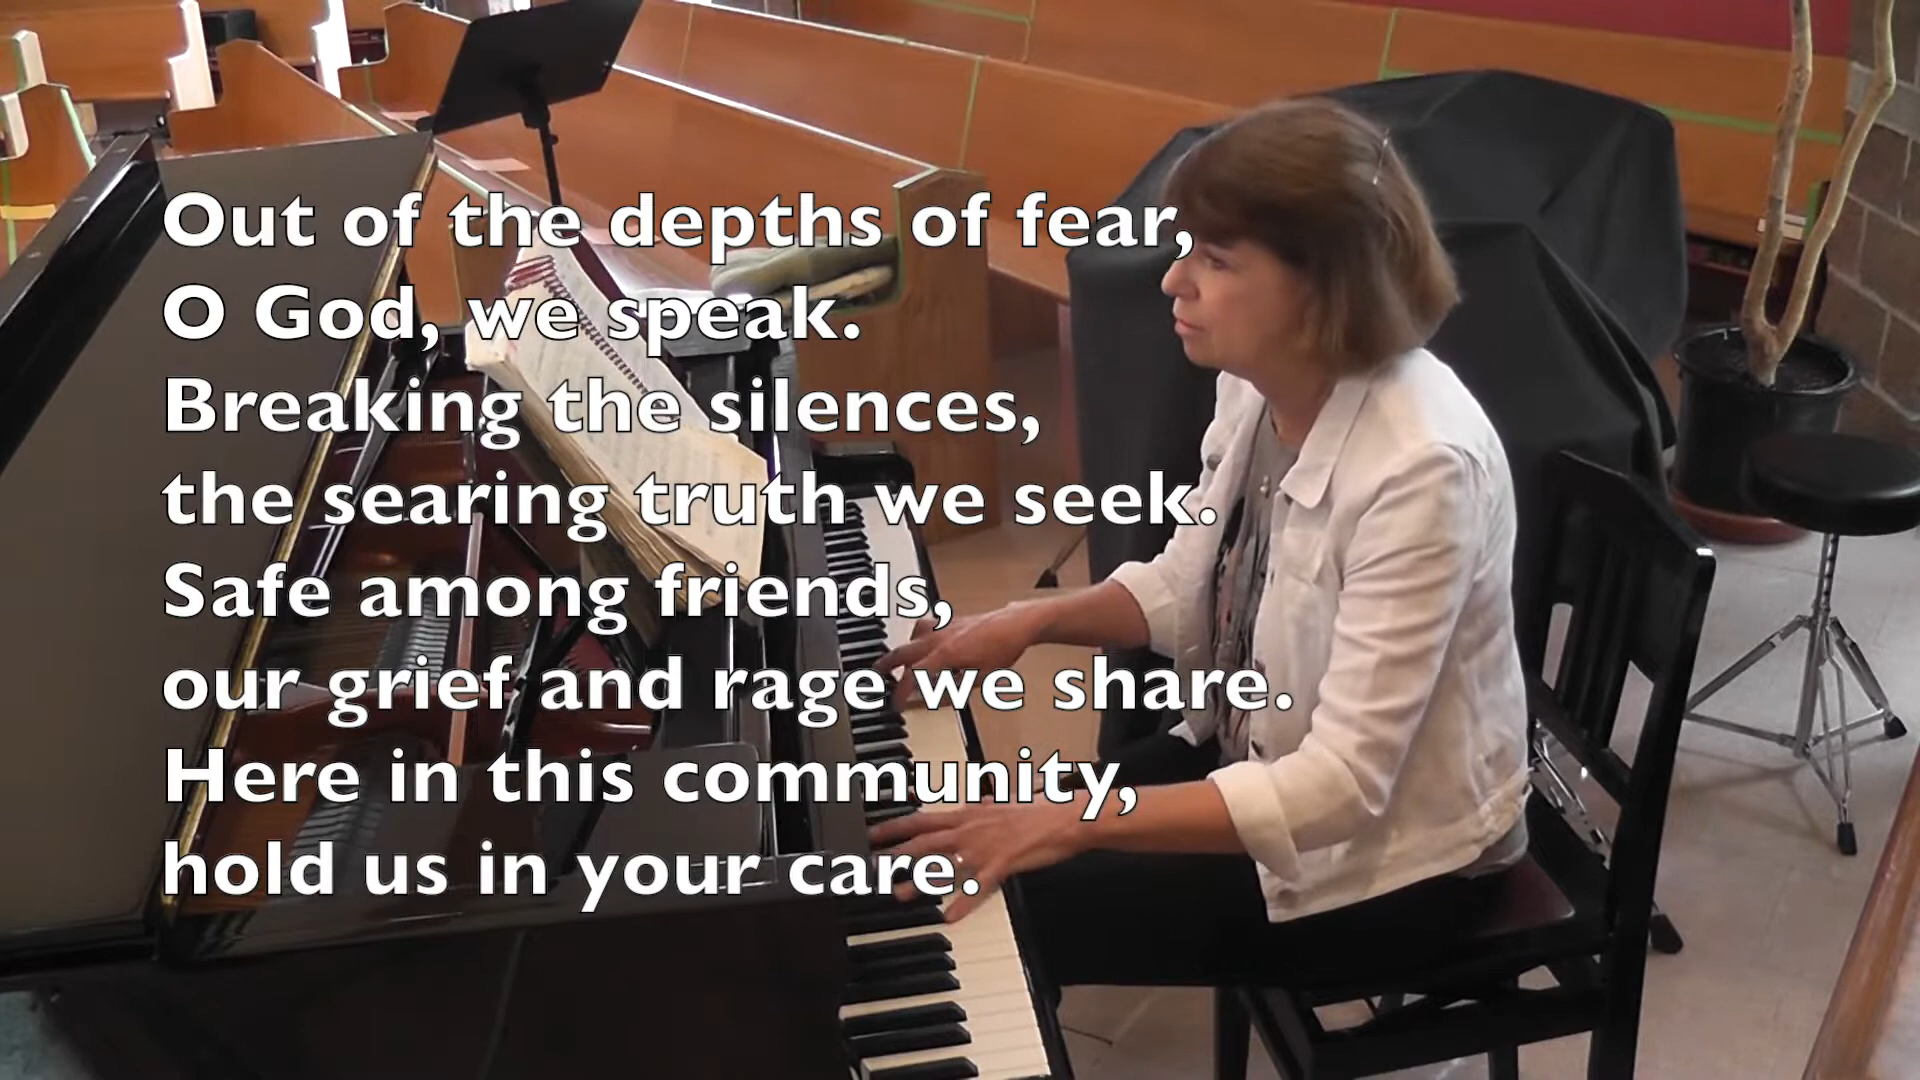 Out of the depths of fear,
O God, we speak.
Breaking the silences,
the searing truth we seek.
Safe among friends,
our grief and rage we share.
Here in this community,
hold us in your care.